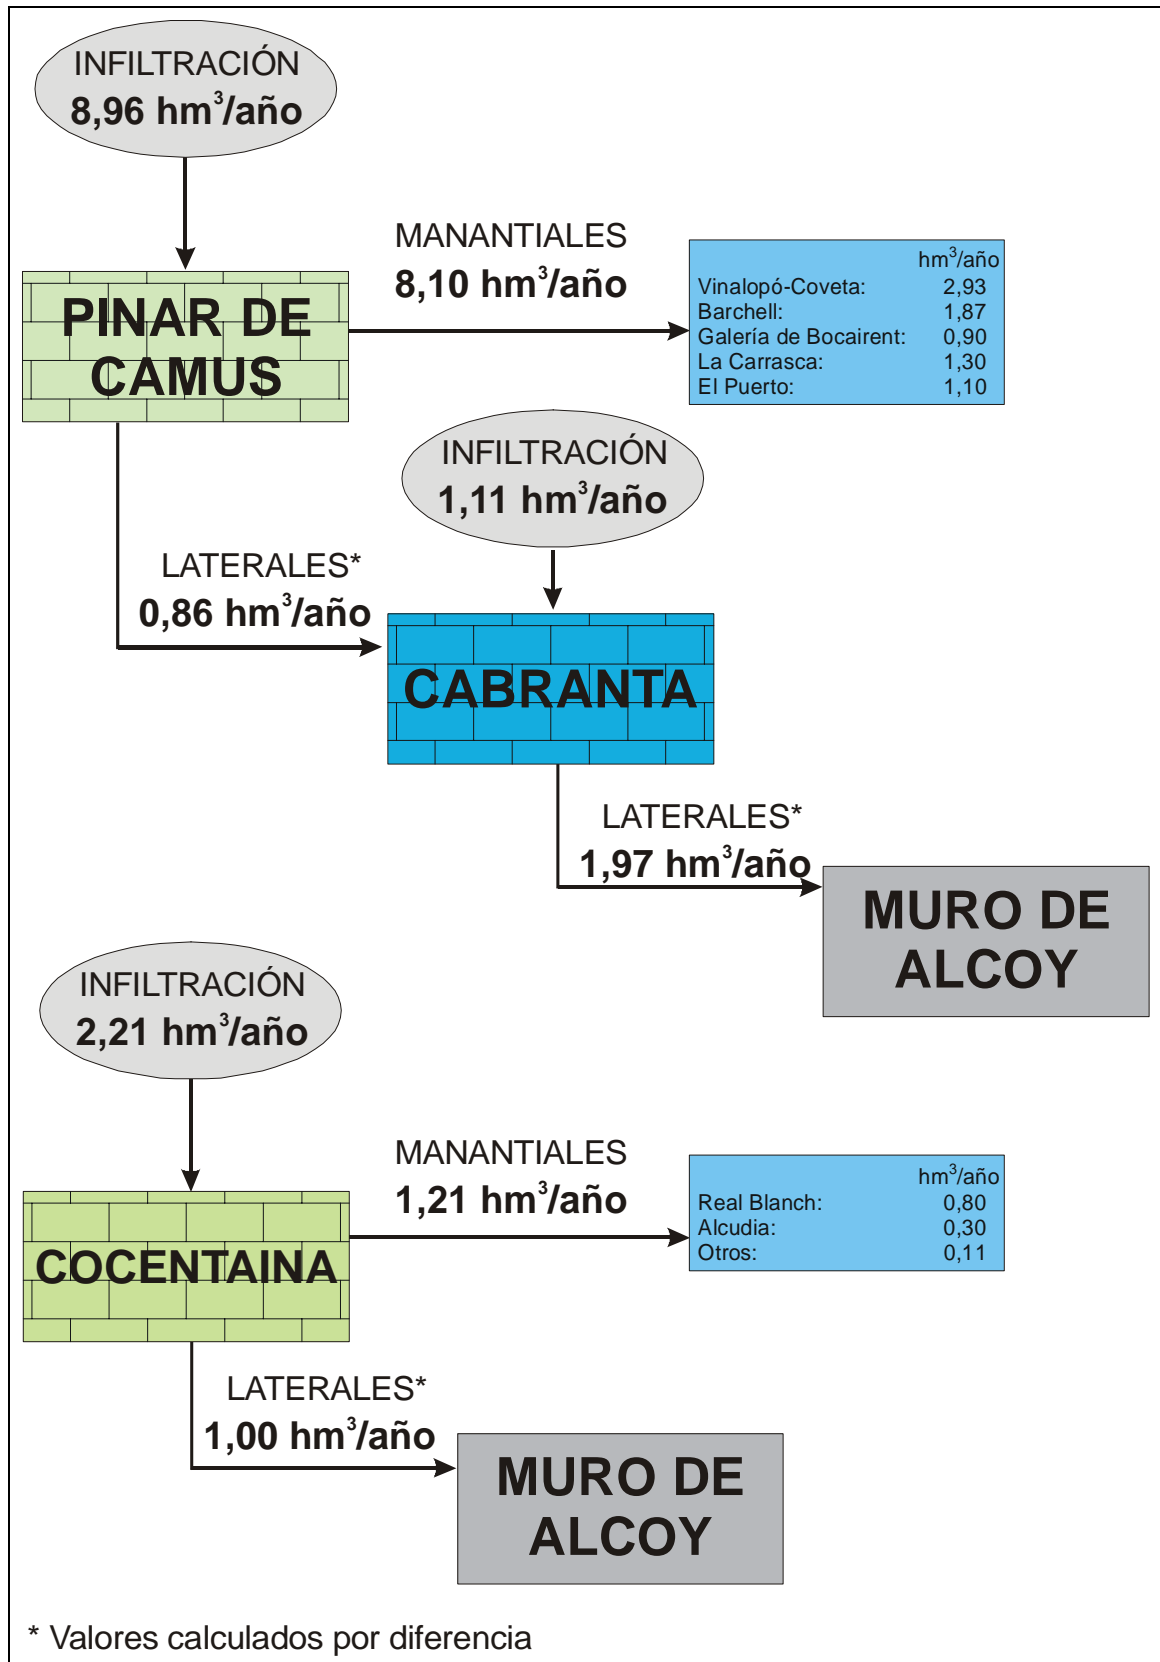 INFILTRACIÓN
8,96 hm³/año
MANANTIALES
8,10 hm³/año
hm³/año
Vinalopó-Coveta: 2,93
Barchell: 1,87
Galería de Bocairent: 0,90
La Carrasca: 1,30
El Puerto: 1,10
PINAR DE
CAMUS
INFILTRACIÓN
1,11 hm³/año
LATERALES*
0,86 hm³/año
CABRANTA
LATERALES*
1,97 hm³/año
MURO DE
ALCOY
INFILTRACIÓN
2,21 hm³/año
MANANTIALES
1,21 hm³/año
hm³/año
Real Blanch: 0,80
Alcudia: 0,30
Otros: 0,11
COCENTAINA
LATERALES*
1,00 hm³/año
MURO DE
ALCOY
* Valores calculados por diferencia